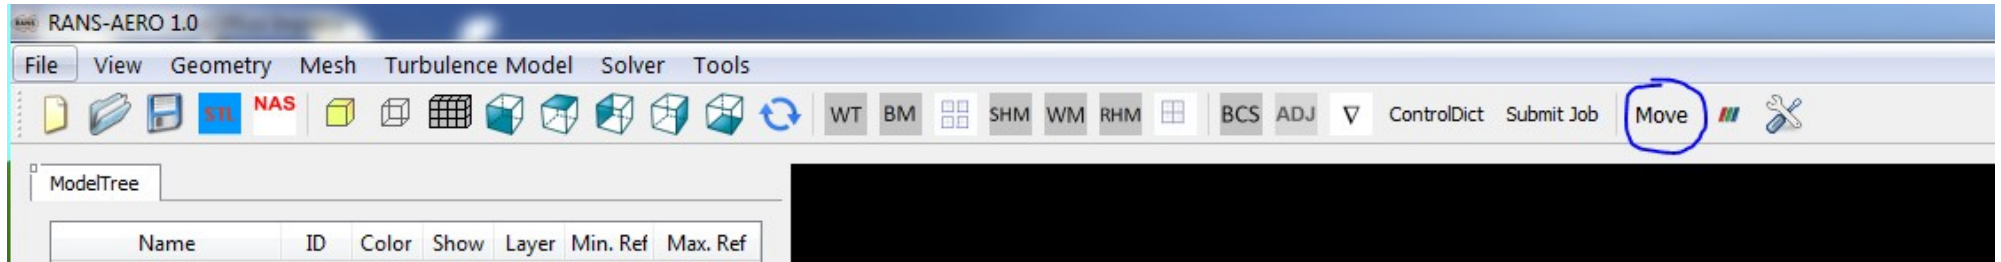 RANS-AERO 1.0
File View Geometry Mesh Turbulence Model Solver Tools
STL NAS WT BM SHM WM RHM BCS ADJ ∇ ControlDict Submit Job Move
ModelTree
Name ID Color Show Layer Min. Ref Max. Ref